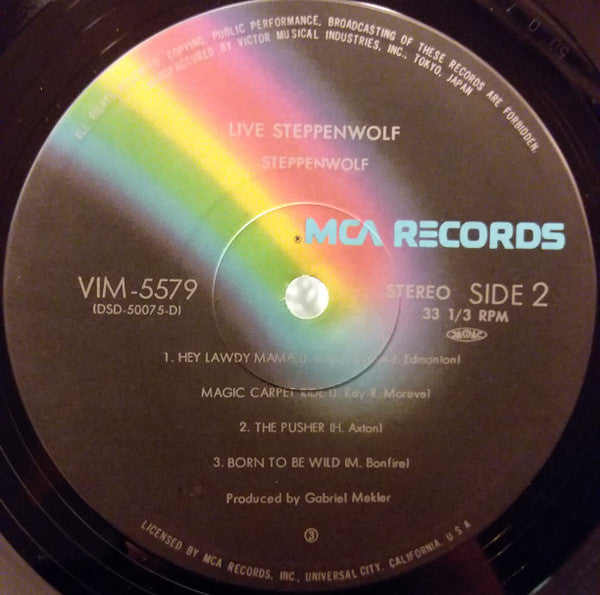 ALL RIGHTS RESERVED. COPYING, PUBLIC PERFORMANCE, BROADCASTING OF THESE RECORDS ARE FORBIDDEN.
MANUFACTURED BY VICTOR MUSICAL INDUSTRIES, INC., TOKYO, JAPAN
LIVE STEPPENWOLF
STEPPENWOLF
® MCA RECORDS
VIM-5579
(DSD-50075-D)
STEREO SIDE 2
33 1/3 RPM
1. HEY LAWDY MAMA (J. Kay-L. Edmonton)
MAGIC CARPET RIDE (J. Kay-R. Moreve)
2. THE PUSHER (H. Axton)
3. BORN TO BE WILD (M. Bonfire)
Produced by Gabriel Mekler
③
LICENSED BY MCA RECORDS, INC., UNIVERSAL CITY, CALIFORNIA, U.S.A